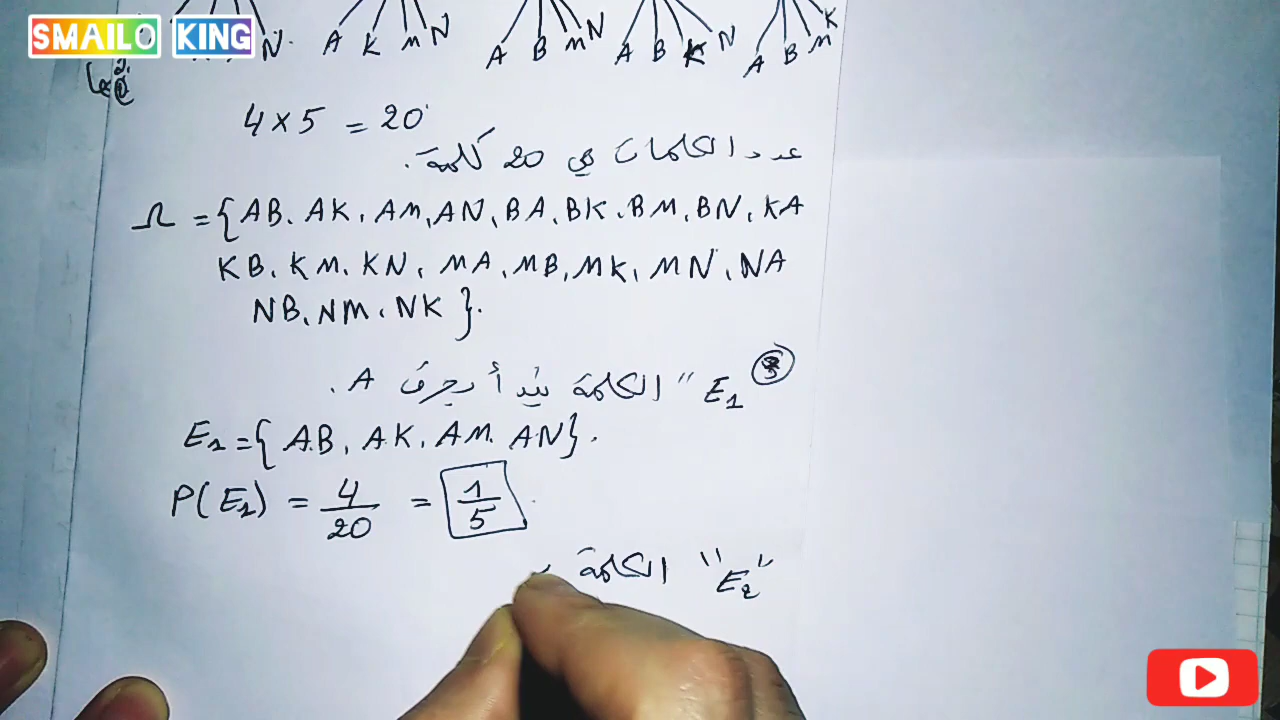 SMAILO KING
N A K M N A B M N A B K N A B M K
4 × 5 = 20
عدد الكلمات هي 20 كلمة.
Ω = {AB, AK, AM, AN, BA, BK, BM, BN, KA
KB, KM, KN, MA, MB, MK, MN, NA
NB, NM, NK}.
E1 " الكلمة تبدأ بحرف A.
E1 = {AB, AK, AM, AN}.
P(E1) = 4/20 = 1/5
"E2" الكلمة